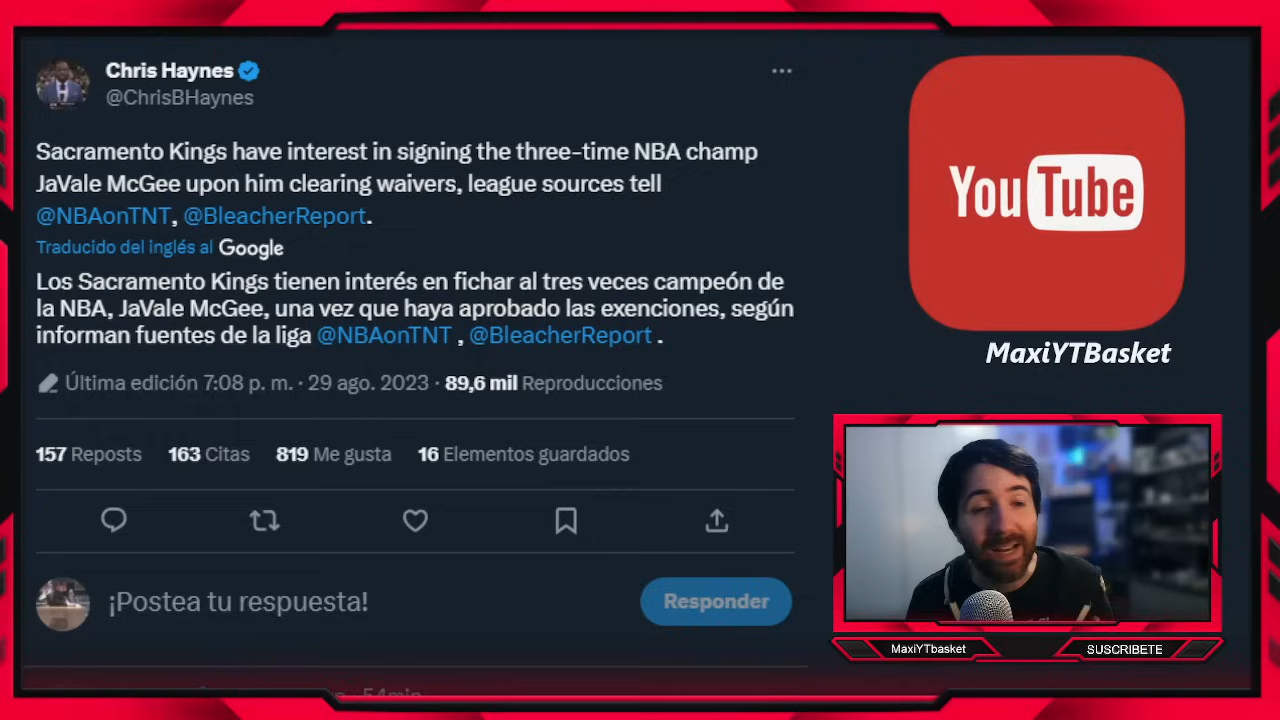 Chris Haynes
@ChrisBHaynes
Sacramento Kings have interest in signing the three-time NBA champ
JaVale McGee upon him clearing waivers, league sources tell
@NBAonTNT, @BleacherReport.
Traducido del inglés al Google
Los Sacramento Kings tienen interés en fichar al tres veces campeón de
la NBA, JaVale McGee, una vez que haya aprobado las exenciones, según
informan fuentes de la liga @NBAonTNT , @BleacherReport .
Última edición 7:08 p. m. · 29 ago. 2023 · 89,6 mil Reproducciones
157 Reposts 163 Citas 819 Me gusta 16 Elementos guardados
¡Postea tu respuesta!
Responder
54min
YouTube
MaxiYTBasket
MaxiYTbasket
SUSCRIBETE